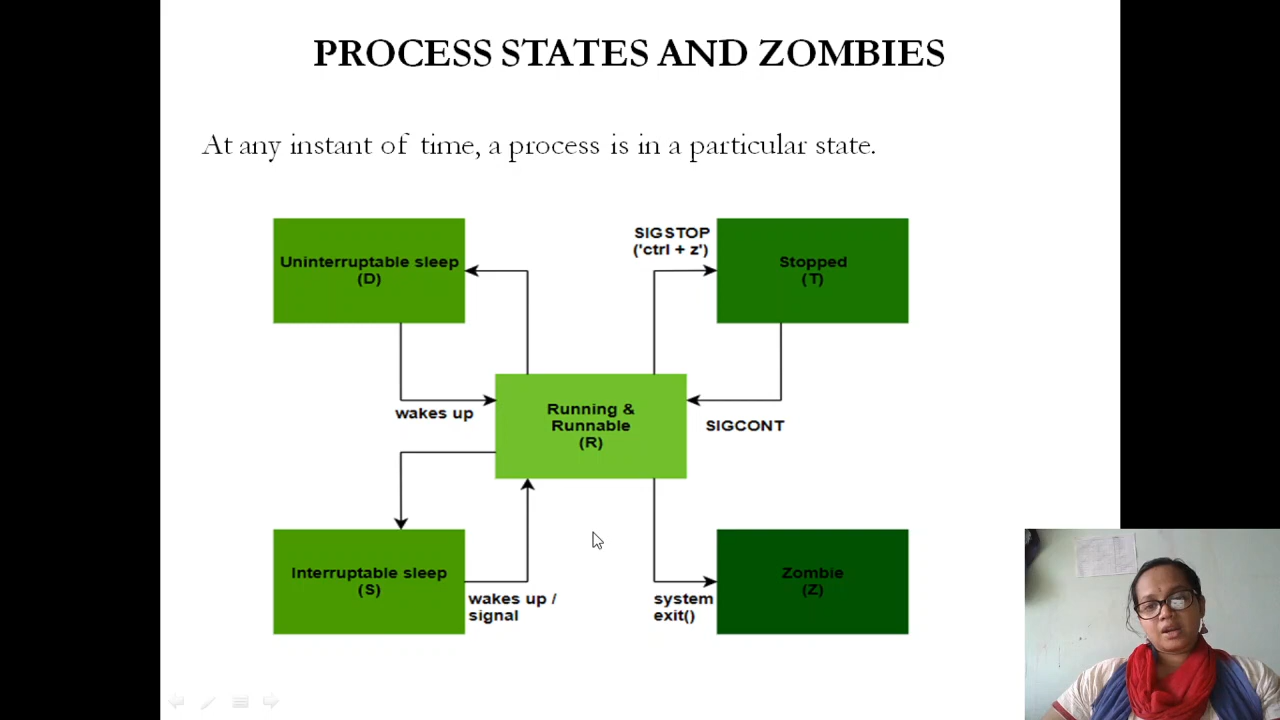 PROCESS STATES AND ZOMBIES
At any instant of time, a process is in a particular state.
Uninterruptable sleep
(D)
SIGSTOP
('ctrl + z')
Stopped
(T)
wakes up
Running &
Runnable
(R)
SIGCONT
Interruptable sleep
(S)
wakes up /
signal
system
exit()
Zombie
(Z)